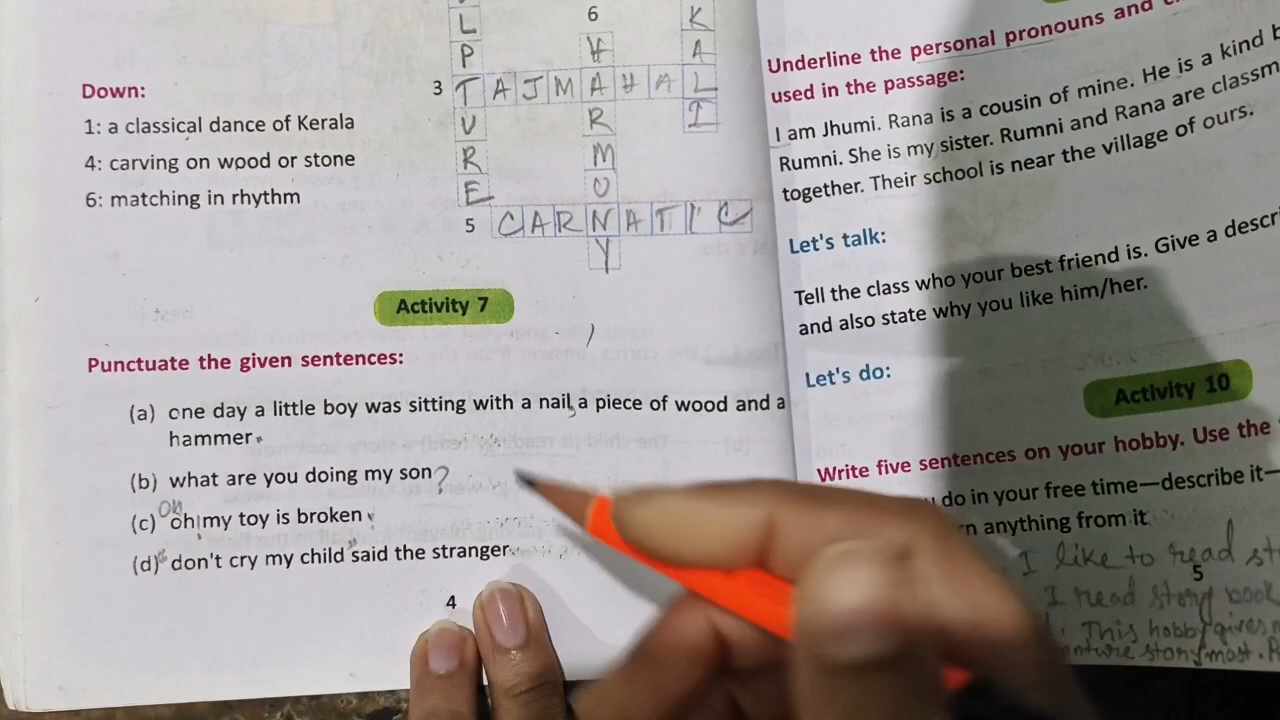 L
P
6
H
K
A
3 TAJMAHAL
U
R
E
R
M
O
I
5 CARNATIC
Y
Down:
1: a classical dance of Kerala
4: carving on wood or stone
6: matching in rhythm
Activity 7
Punctuate the given sentences:
(a) one day a little boy was sitting with a nail, a piece of wood and a
hammer.
(b) what are you doing my son?
Oh
(c) oh!my toy is broken.
(d) "don't cry my child" said the stranger.
4
Underline the personal pronouns and
used in the passage:
I am Jhumi. Rana is a cousin of mine. He is a kind
Rumni. She is my sister. Rumni and Rana are classm
together. Their school is near the village of ours.
Let's talk:
Tell the class who your best friend is. Give a descri
and also state why you like him/her.
Let's do:
Activity 10
Write five sentences on your hobby. Use the
do in your free time—describe it—
n anything from it
I like to read st
5
I read story book
This hobby gives
story most.